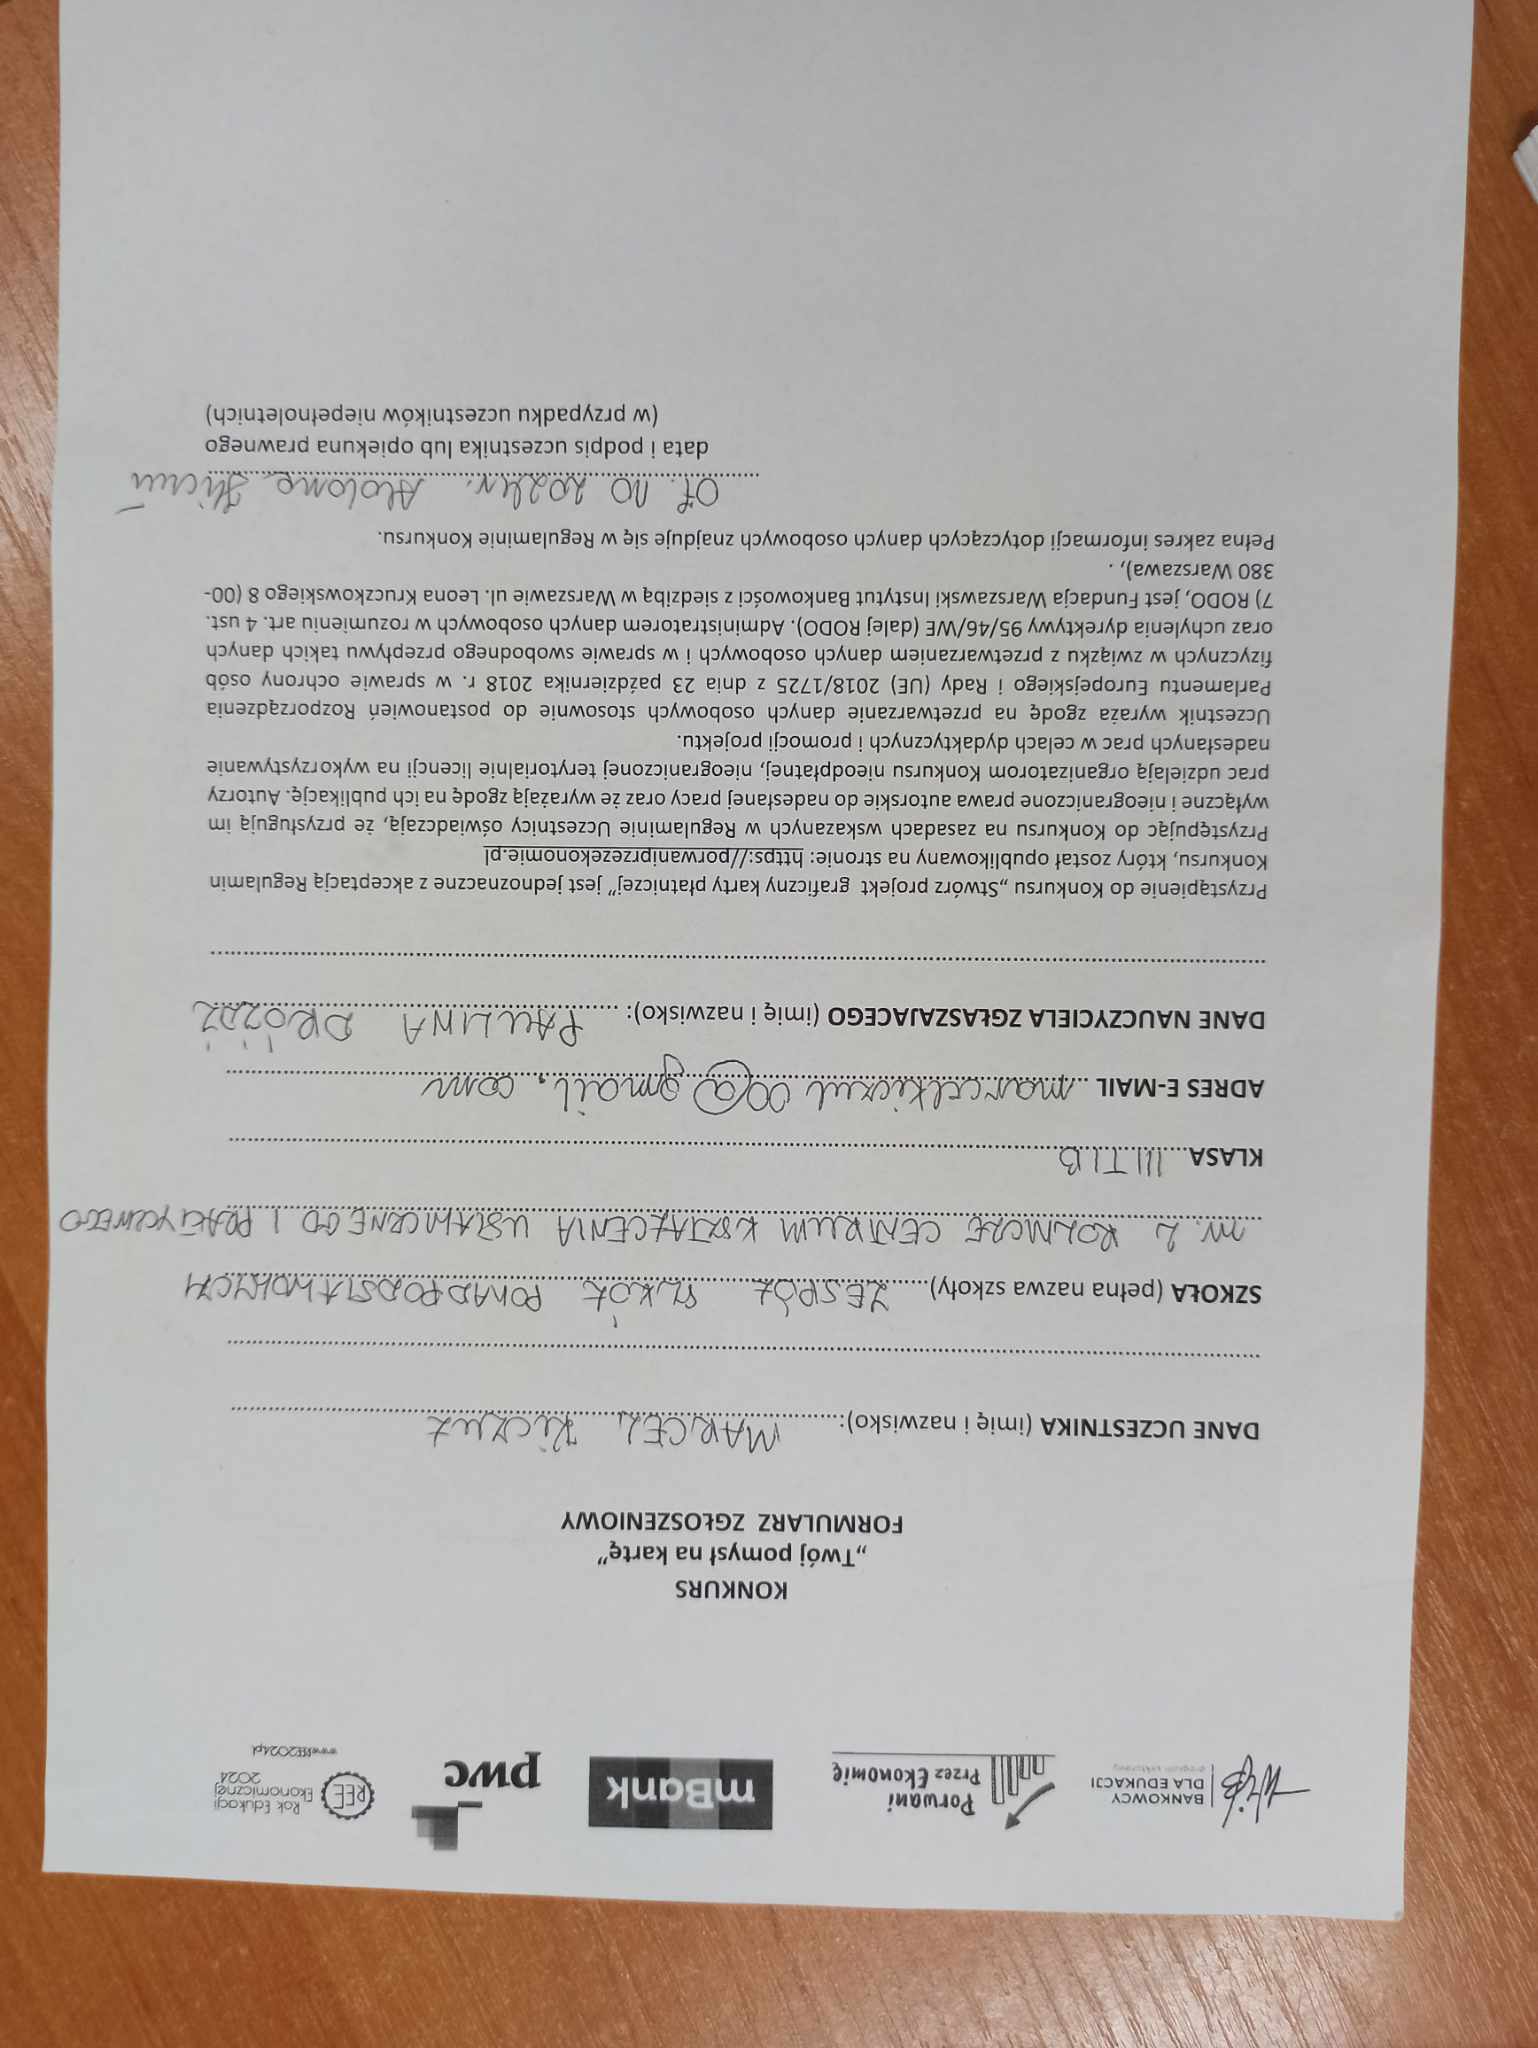 BANKOWCY
DLA EDUKACJI
Porwani
Przez Ekonomię
mBank
pwc
REE
Rok Edukacji
Ekonomicznej
2024
www.REE2024.pl
KONKURS
„Twój pomysł na kartę”
FORMULARZ ZGŁOSZENIOWY
DANE UCZESTNIKA (imię i nazwisko): MARCEL Kiczuł
SZKOŁA (pełna nazwa szkoły) ZESPÓŁ SZKÓŁ PONADPODSTAWOWYCH
nr. 2 ROLNICZE CENTRUM KSZTAŁCENIA USTAWICZNEGO I PRAKTYCZNEGO
KLASA III TIB
ADRES E-MAIL marcelkiczul00@gmail.com
DANE NAUCZYCIELA ZGŁASZAJACEGO (imię i nazwisko): PAULINA DRÓŻDŻ
Przystąpienie do Konkursu „Stwórz projekt graficzny karty płatniczej” jest jednoznaczne z akceptacją Regulamin
Konkursu, który został opublikowany na stronie: https://porwaniprzezekonomie.pl
Przystępując do Konkursu na zasadach wskazanych w Regulaminie Uczestnicy oświadczają, że przysługują im
wyłączne i nieograniczone prawa autorskie do nadesłanej pracy oraz że wyrażają zgodę na ich publikację. Autorzy
prac udzielają organizatorom Konkursu nieodpłatnej, nieograniczonej terytorialnie licencji na wykorzystywanie
nadesłanych prac w celach dydaktycznych i promocji projektu.
Uczestnik wyraża zgodę na przetwarzanie danych osobowych stosownie do postanowień Rozporządzenia
Parlamentu Europejskiego i Rady (UE) 2018/1725 z dnia 23 października 2018 r. w sprawie ochrony osób
fizycznych w związku z przetwarzaniem danych osobowych i w sprawie swobodnego przepływu takich danych
oraz uchylenia dyrektywy 95/46/WE (dalej RODO). Administratorem danych osobowych w rozumieniu art. 4 ust.
7) RODO, jest Fundacja Warszawski Instytut Bankowości z siedzibą w Warszawie ul. Leona Kruczkowskiego 8 (00-
380 Warszawa), .
Pełna zakres informacji dotyczących danych osobowych znajduje się w Regulaminie Konkursu.
2024r.
data i podpis uczestnika lub opiekuna prawnego
(w przypadku uczestników niepełnoletnich)